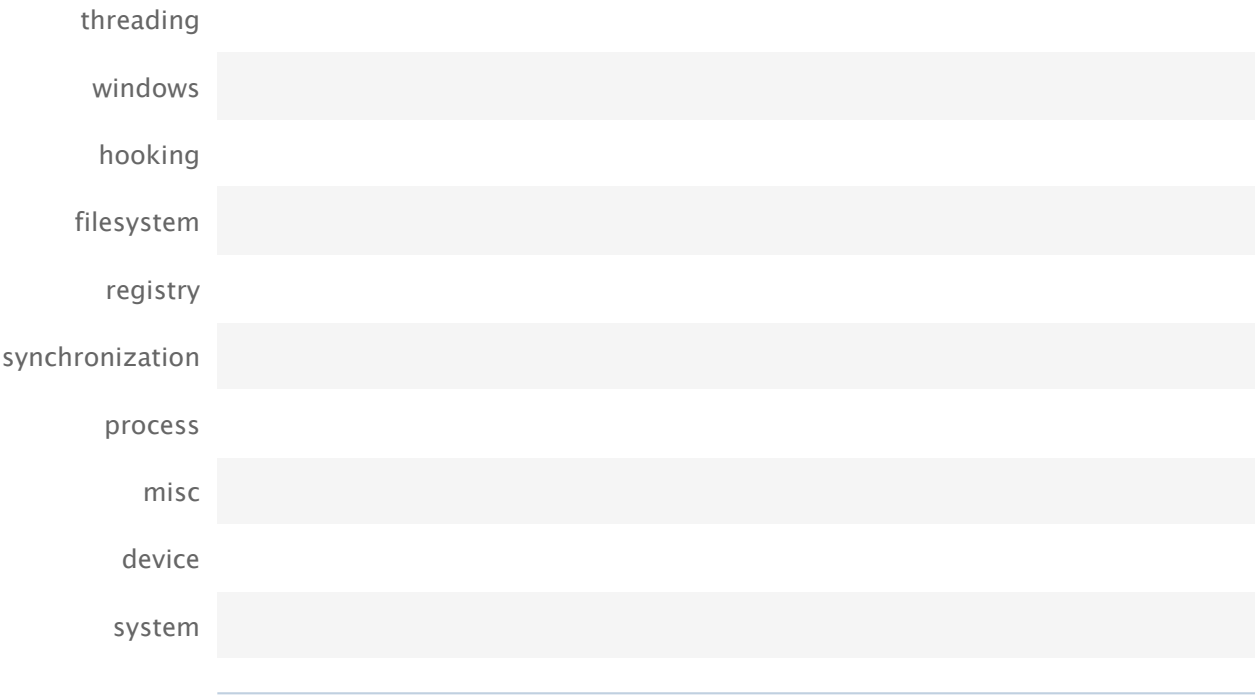 threading
windows
hooking
filesystem
registry
synchronization
process
misc
device
system